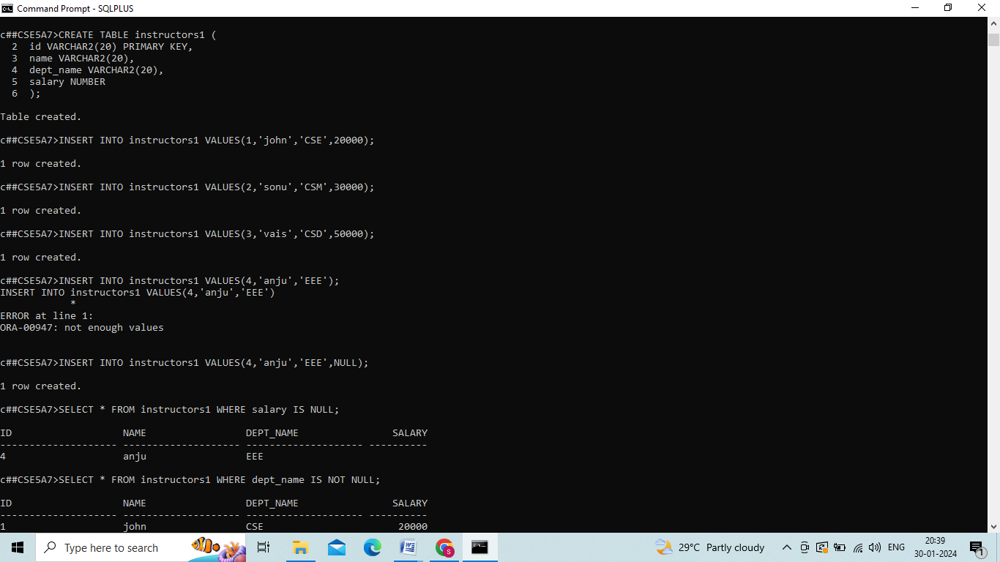 Command Prompt - SQLPLUS
c##CSE5A7>CREATE TABLE instructors1 (
  2  id VARCHAR2(20) PRIMARY KEY,
  3  name VARCHAR2(20),
  4  dept_name VARCHAR2(20),
  5  salary NUMBER
  6  );
Table created.
c##CSE5A7>INSERT INTO instructors1 VALUES(1,'john','CSE',20000);
1 row created.
c##CSE5A7>INSERT INTO instructors1 VALUES(2,'sonu','CSM',30000);
1 row created.
c##CSE5A7>INSERT INTO instructors1 VALUES(3,'vais','CSD',50000);
1 row created.
c##CSE5A7>INSERT INTO instructors1 VALUES(4,'anju','EEE');
INSERT INTO instructors1 VALUES(4,'anju','EEE')
            *
ERROR at line 1:
ORA-00947: not enough values
c##CSE5A7>INSERT INTO instructors1 VALUES(4,'anju','EEE',NULL);
1 row created.
c##CSE5A7>SELECT * FROM instructors1 WHERE salary IS NULL;
ID                   NAME                 DEPT_NAME                SALARY
-------------------- -------------------- -------------------- ----------
4                    anju                 EEE
c##CSE5A7>SELECT * FROM instructors1 WHERE dept_name IS NOT NULL;
ID                   NAME                 DEPT_NAME                SALARY
-------------------- -------------------- -------------------- ----------
1                    john                 CSE                       20000
Type here to search
29°C Partly cloudy
ENG
20:39
30-01-2024
1